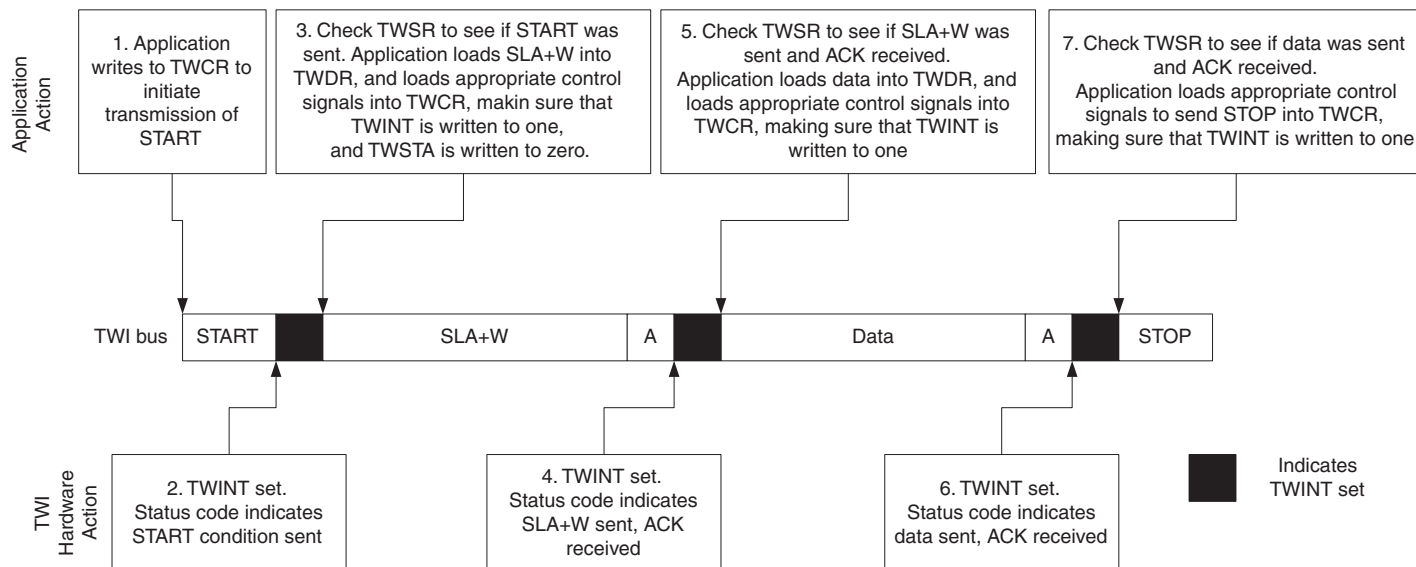 Application
Action
1. Application
writes to TWCR to
initiate
transmission of
START
3. Check TWSR to see if START was
sent. Application loads SLA+W into
TWDR, and loads appropriate control
signals into TWCR, makin sure that
TWINT is written to one,
and TWSTA is written to zero.
5. Check TWSR to see if SLA+W was
sent and ACK received.
Application loads data into TWDR, and
loads appropriate control signals into
TWCR, making sure that TWINT is
written to one
7. Check TWSR to see if data was sent
and ACK received.
Application loads appropriate control
signals to send STOP into TWCR,
making sure that TWINT is written to one
TWI bus
START
SLA+W
A
Data
A
STOP
TWI
Hardware
Action
2. TWINT set.
Status code indicates
START condition sent
4. TWINT set.
Status code indicates
SLA+W sent, ACK
received
6. TWINT set.
Status code indicates
data sent, ACK received
Indicates
TWINT set